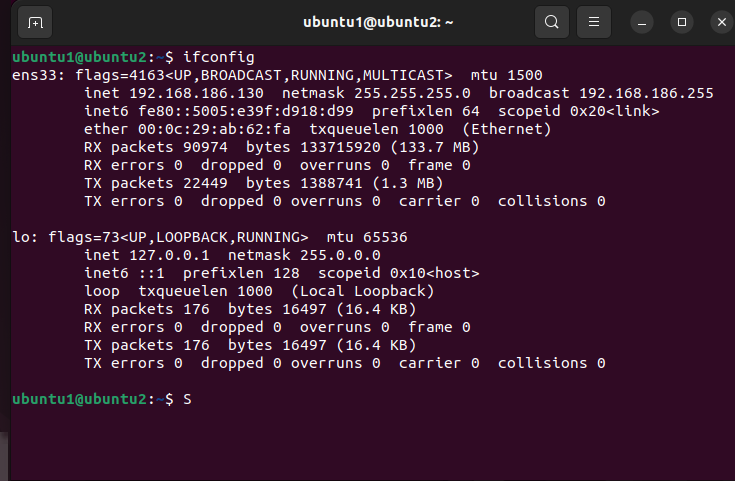 ubuntu1@ubuntu2: ~
ubuntu1@ubuntu2:~$ ifconfig
ens33: flags=4163<UP,BROADCAST,RUNNING,MULTICAST>  mtu 1500
        inet 192.168.186.130  netmask 255.255.255.0  broadcast 192.168.186.255
        inet6 fe80::5005:e39f:d918:d99  prefixlen 64  scopeid 0x20<link>
        ether 00:0c:29:ab:62:fa  txqueuelen 1000  (Ethernet)
        RX packets 90974  bytes 133715920 (133.7 MB)
        RX errors 0  dropped 0  overruns 0  frame 0
        TX packets 22449  bytes 1388741 (1.3 MB)
        TX errors 0  dropped 0 overruns 0  carrier 0  collisions 0

lo: flags=73<UP,LOOPBACK,RUNNING>  mtu 65536
        inet 127.0.0.1  netmask 255.0.0.0
        inet6 ::1  prefixlen 128  scopeid 0x10<host>
        loop  txqueuelen 1000  (Local Loopback)
        RX packets 176  bytes 16497 (16.4 KB)
        RX errors 0  dropped 0  overruns 0  frame 0
        TX packets 176  bytes 16497 (16.4 KB)
        TX errors 0  dropped 0 overruns 0  carrier 0  collisions 0

ubuntu1@ubuntu2:~$ S